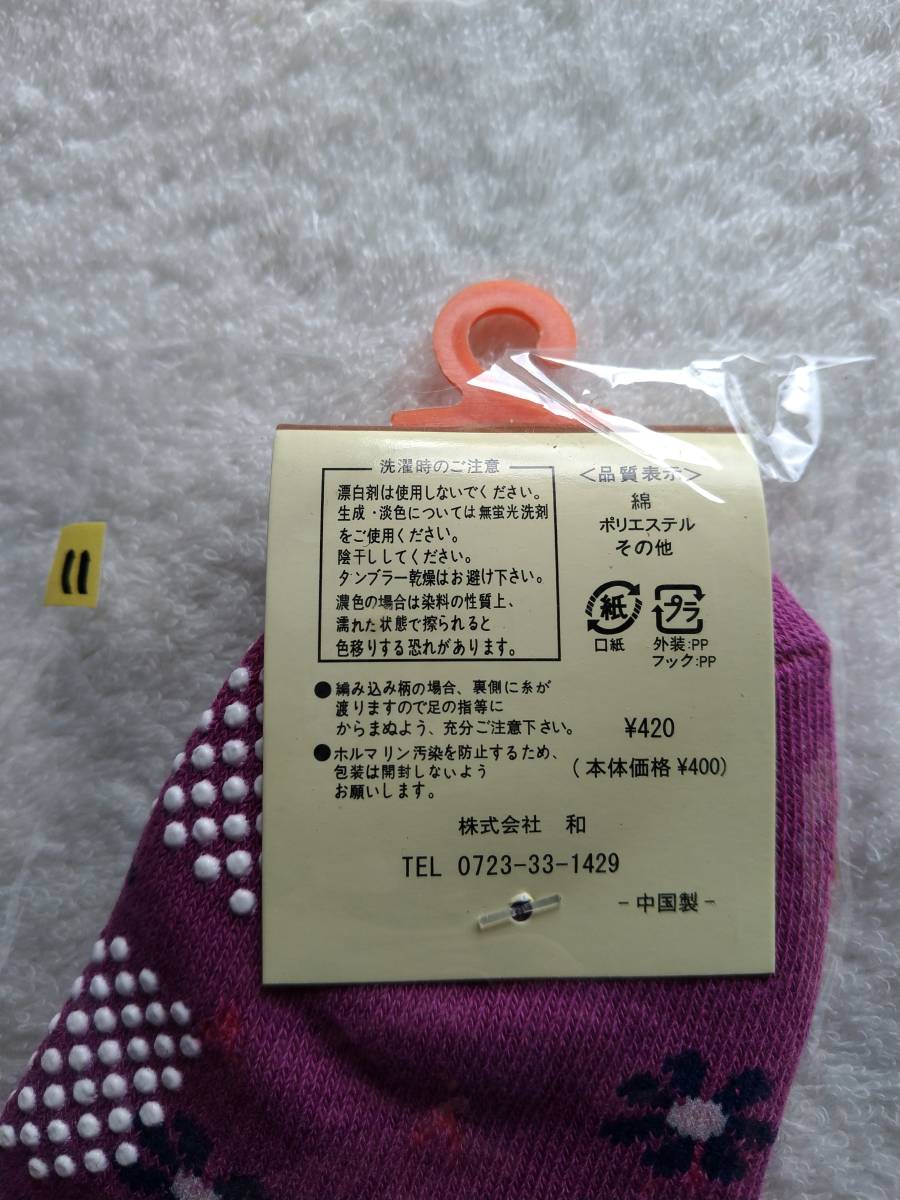 11
洗濯時のご注意
漂白剤は使用しないでください。
生成・淡色については無蛍光洗剤
をご使用ください。
陰干ししてください。
タンブラー乾燥はお避け下さい。
濃色の場合は染料の性質上、
濡れた状態で擦られると
色移りする恐れがあります。
●編み込み柄の場合、裏側に糸が
渡りますので足の指等に
からまぬよう、充分ご注意下さい。
●ホルマリン汚染を防止するため、
包装は開封しないよう
お願いします。
＜品質表示＞
綿
ポリエステル
その他
紙
口紙
プラ
外装:PP
フック:PP
¥420
(本体価格 ¥400)
株式会社 和
TEL 0723-33-1429
-中国製-